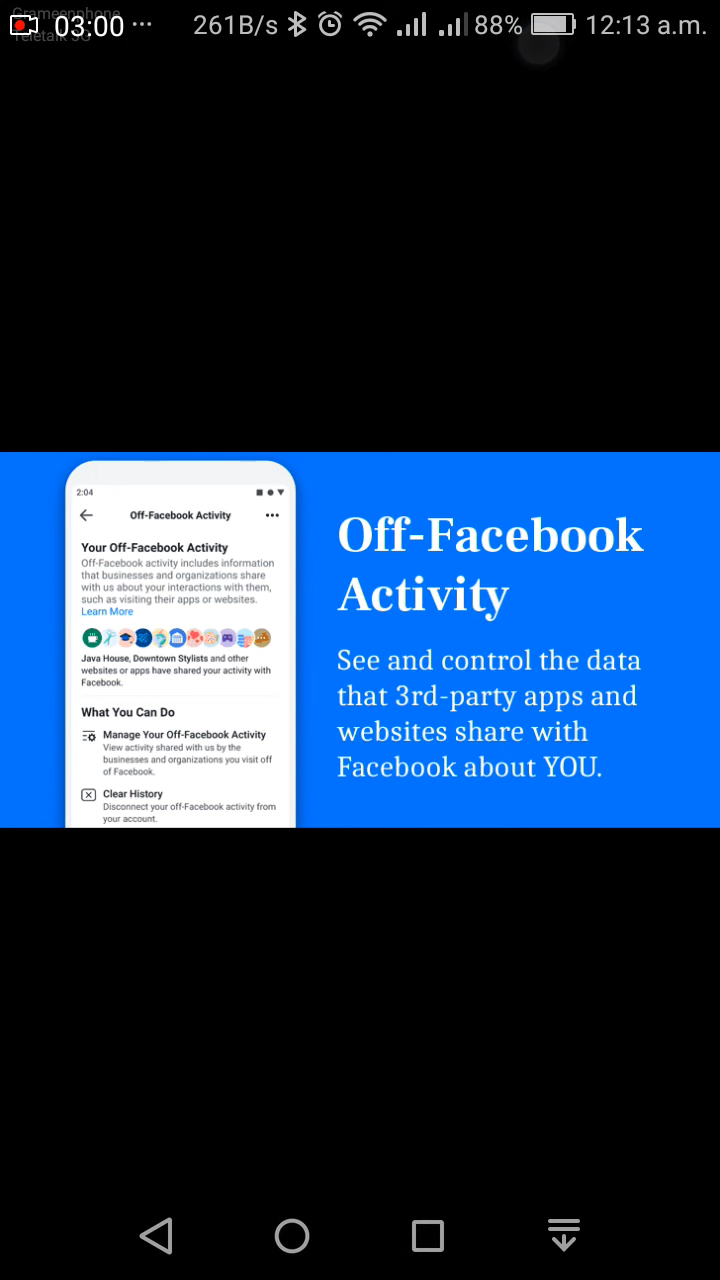 Grameenphone
Teletalk 3G
03:00 ... 261B/s 88% 12:13 a.m.
2:04
Off-Facebook Activity
Your Off-Facebook Activity
Off-Facebook activity includes information
that businesses and organizations share
with us about your interactions with them,
such as visiting their apps or websites.
Learn More
Java House, Downtown Stylists and other
websites or apps have shared your activity with
Facebook.
What You Can Do
Manage Your Off-Facebook Activity
View activity shared with us by the
businesses and organizations you visit off
of Facebook.
Clear History
Disconnect your off-Facebook activity from
your account.
Off-Facebook
Activity
See and control the data
that 3rd-party apps and
websites share with
Facebook about YOU.